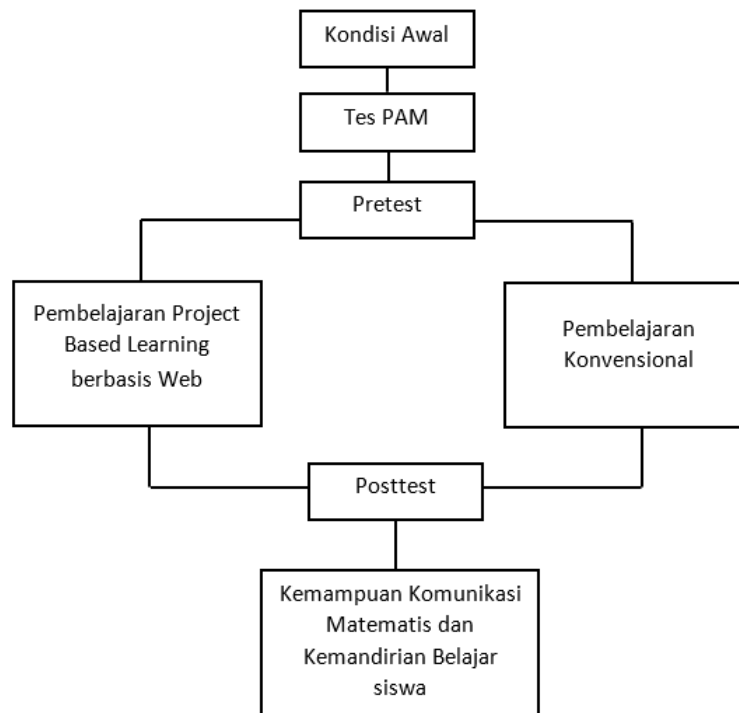 Kondisi Awal
Tes PAM
Pretest
Pembelajaran Project
Based Learning
berbasis Web
Pembelajaran
Konvensional
Posttest
Kemampuan Komunikasi
Matematis dan
Kemandirian Belajar
siswa